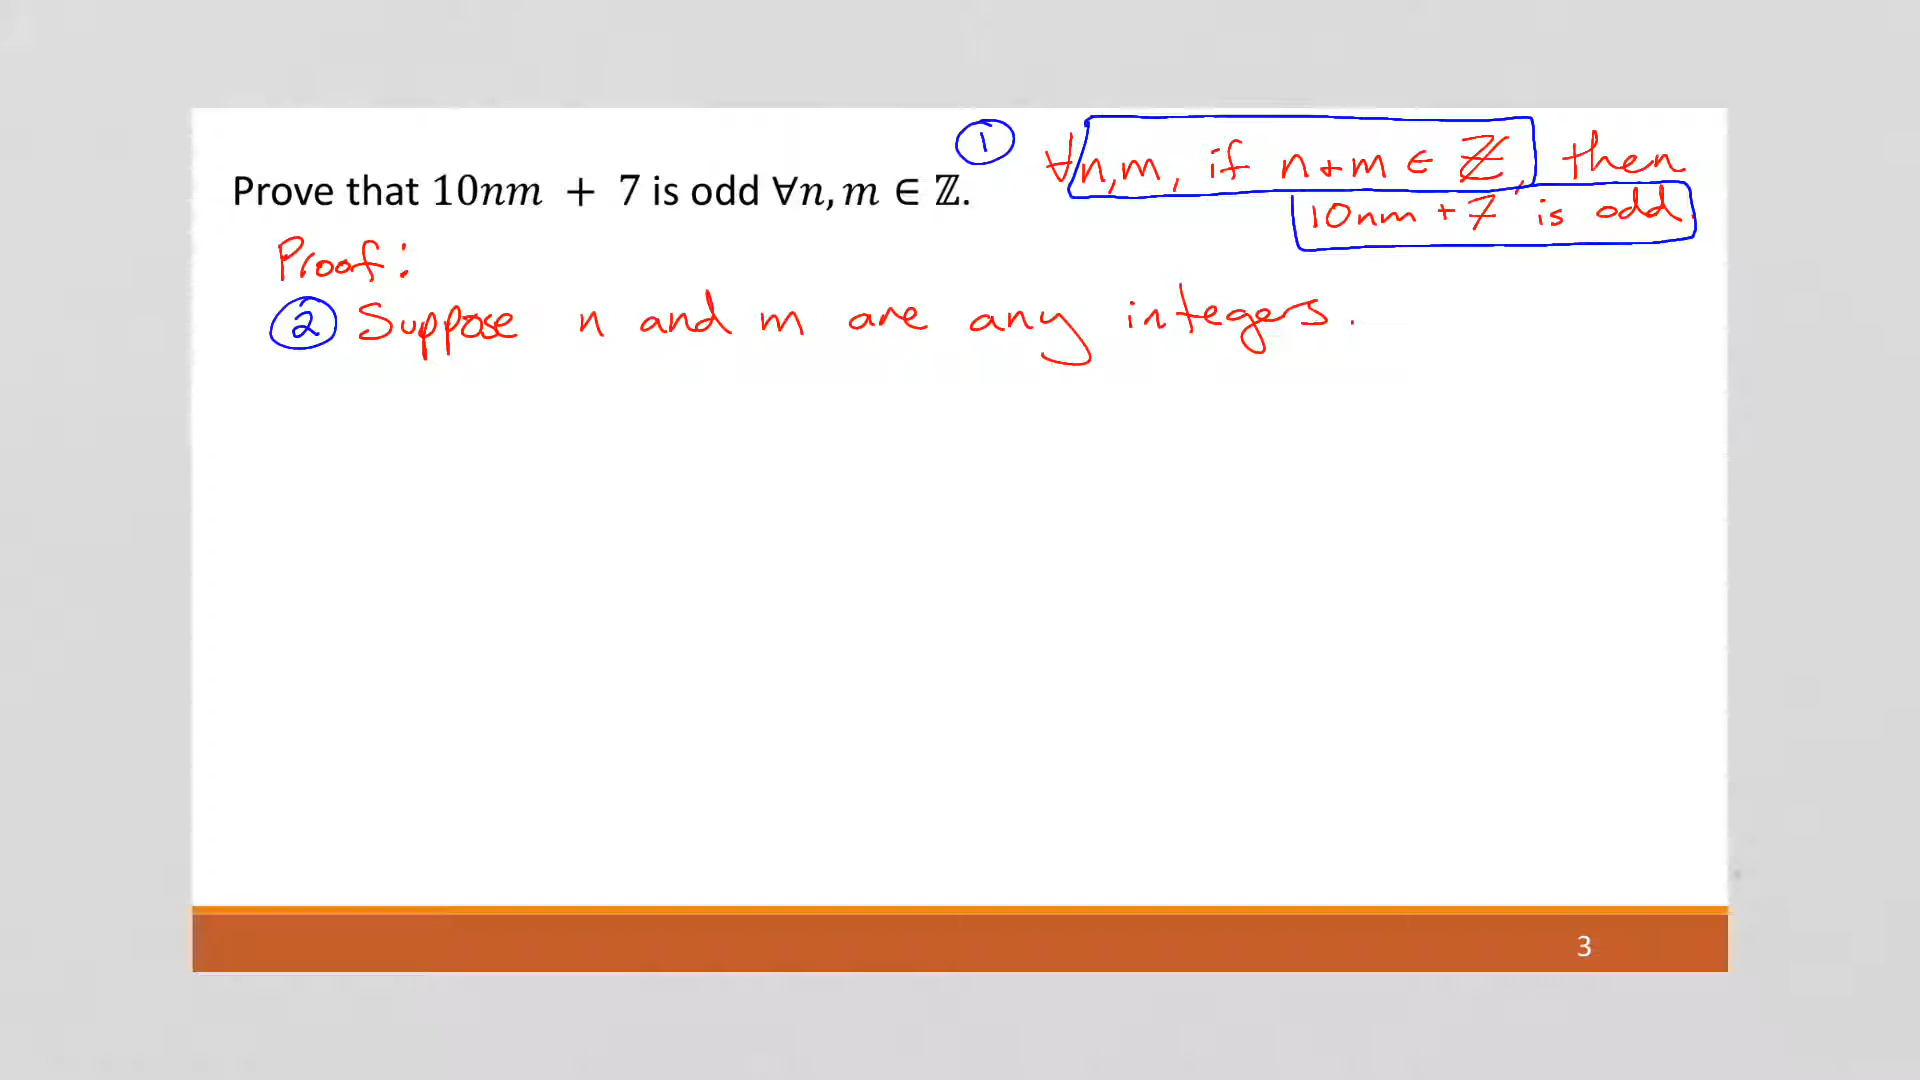 Prove that 10nm + 7 is odd ∀n, m ∈ ℤ.
① ∀n,m, if n+m ∈ ℤ, then
10nm + 7 is odd
Proof:
② Suppose n and m are any integers.
3